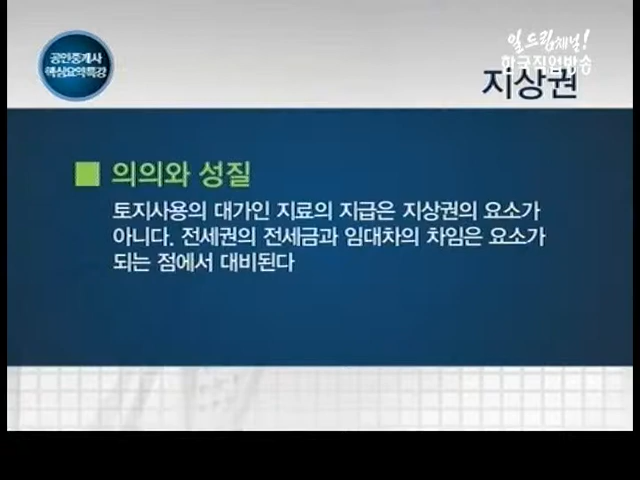 공인중개사
핵심요약특강
일 드림채널!
한국직업방송
지상권
의의와 성질
토지사용의 대가인 지료의 지급은 지상권의 요소가
아니다. 전세권의 전세금과 임대차의 차임은 요소가
되는 점에서 대비된다